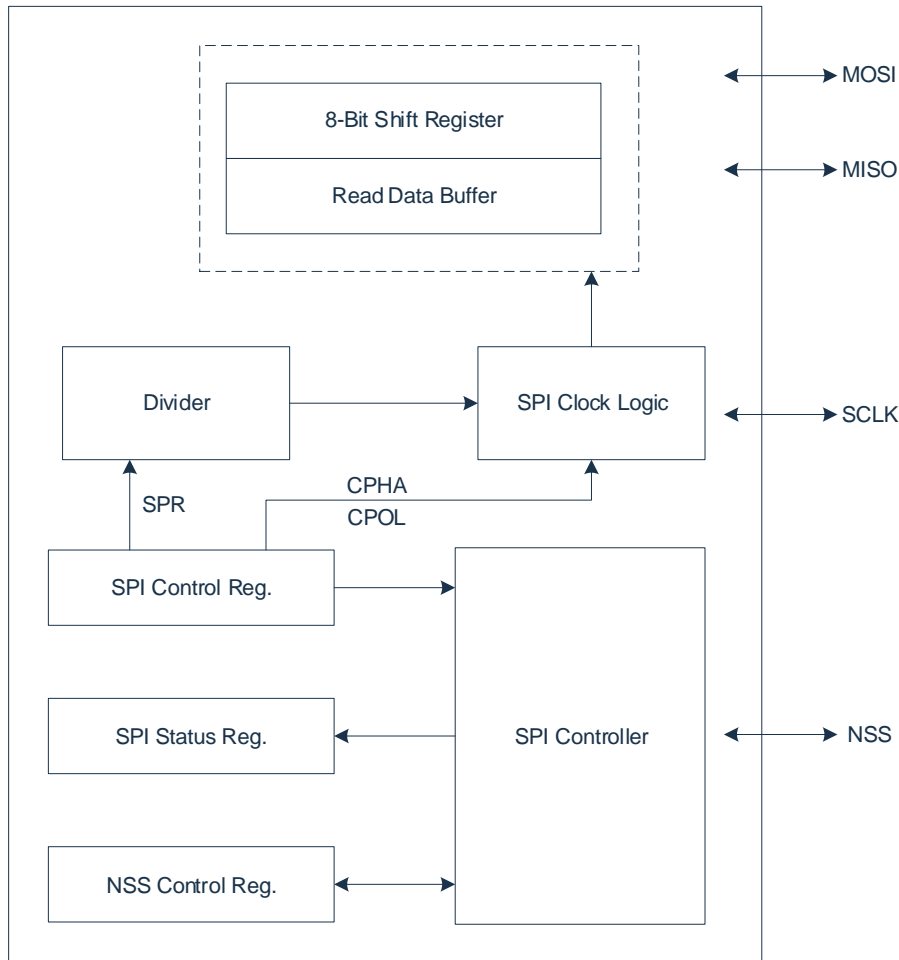 MOSI
8-Bit Shift Register
MISO
Read Data Buffer
Divider
SPI Clock Logic
SCLK
CPHA
SPR
CPOL
SPI Control Reg.
SPI Status Reg.
SPI Controller
NSS
NSS Control Reg.